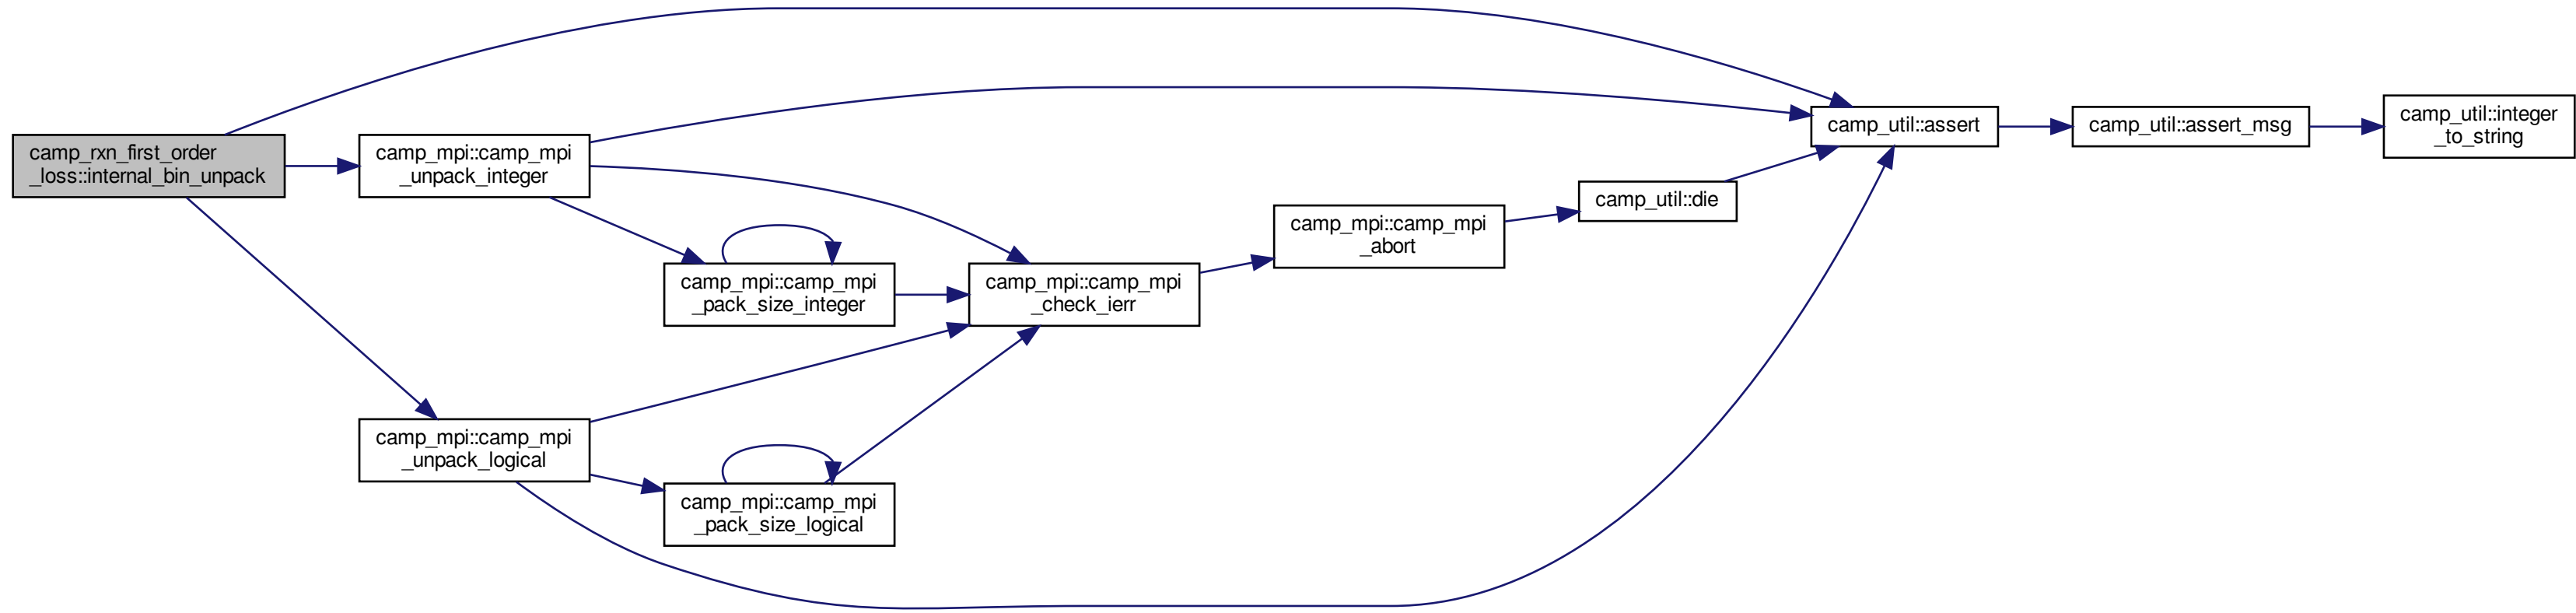 camp_rxn_first_order
_loss::internal_bin_unpack
camp_mpi::camp_mpi
_unpack_integer
camp_mpi::camp_mpi
_pack_size_integer
camp_mpi::camp_mpi
_unpack_logical
camp_mpi::camp_mpi
_pack_size_logical
camp_mpi::camp_mpi
_check_ierr
camp_mpi::camp_mpi
_abort
camp_util::die
camp_util::assert
camp_util::assert_msg
camp_util::integer
_to_string